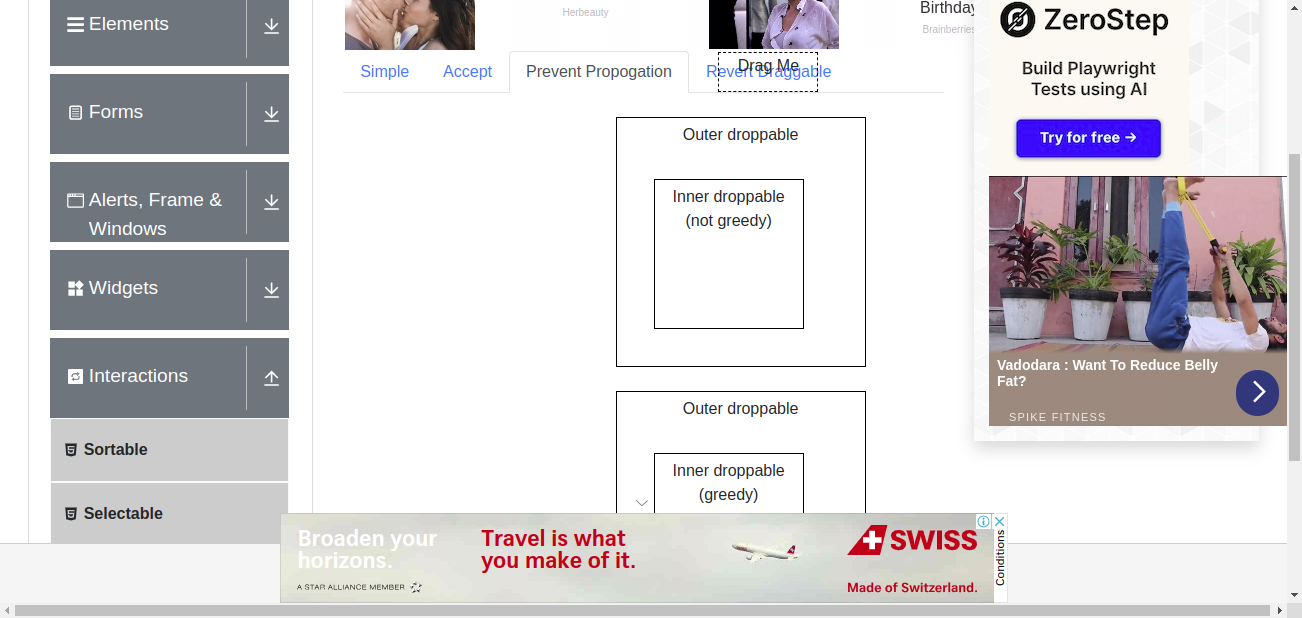 Elements
Forms
Alerts, Frame &
Windows
Widgets
Interactions
Sortable
Selectable
Herbeauty
Birthday
Brainberries
Simple
Accept
Prevent Propogation
Revert Draggable
Drag Me
Outer droppable
Inner droppable
(not greedy)
Outer droppable
Inner droppable
(greedy)
ZeroStep
Build Playwright
Tests using AI
Try for free →
Vadodara : Want To Reduce Belly
Fat?
SPIKE FITNESS
Broaden your
horizons.
A STAR ALLIANCE MEMBER
Travel is what
you make of it.
SWISS
Made of Switzerland.
Conditions